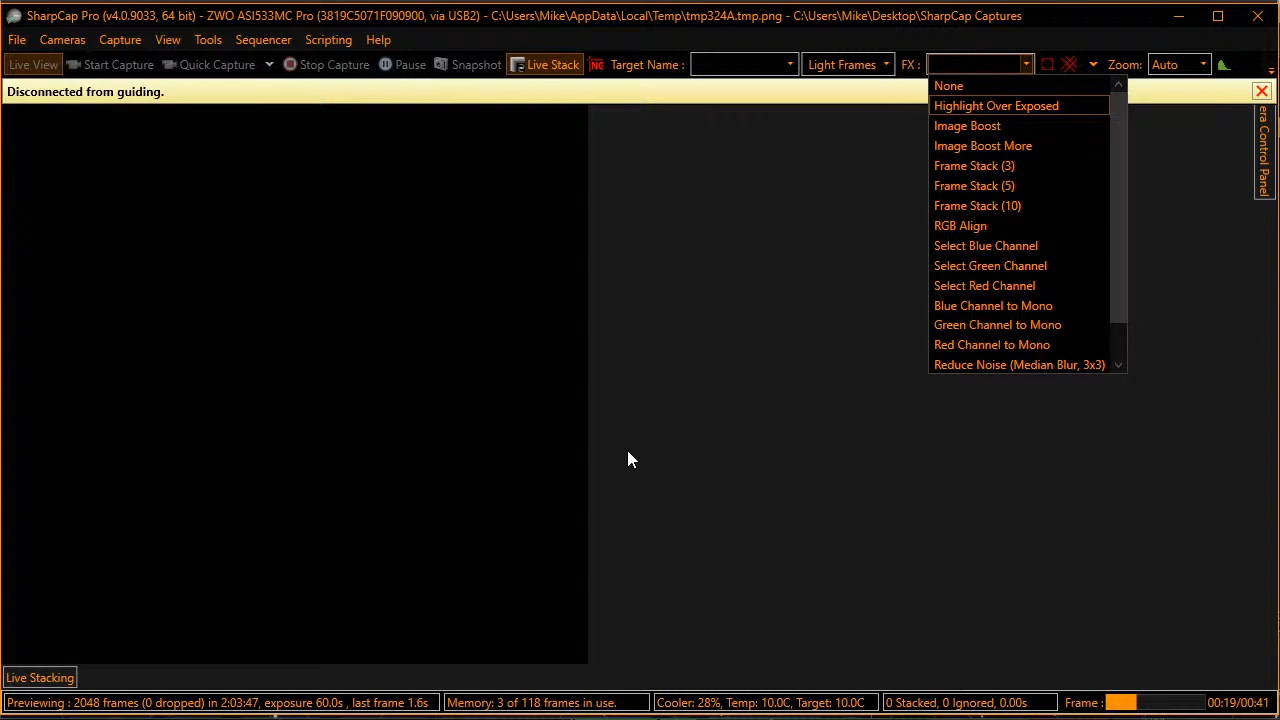 SharpCap Pro (v4.0.9033, 64 bit) - ZWO ASI533MC Pro (3819C5071F090900, via USB2) - C:\Users\Mike\AppData\Local\Temp\tmp324A.tmp.png - C:\Users\Mike\Desktop\SharpCap Captures
File Cameras Capture View Tools Sequencer Scripting Help
Live View Start Capture Quick Capture Stop Capture Pause Snapshot Live Stack Target Name : Light Frames FX : Zoom: Auto
Disconnected from guiding.
None
Highlight Over Exposed
Image Boost
Image Boost More
Frame Stack (3)
Frame Stack (5)
Frame Stack (10)
RGB Align
Select Blue Channel
Select Green Channel
Select Red Channel
Blue Channel to Mono
Green Channel to Mono
Red Channel to Mono
Reduce Noise (Median Blur, 3x3)
era Control Panel
Live Stacking
Previewing : 2048 frames (0 dropped) in 2:03:47, exposure 60.0s , last frame 1.6s Memory: 3 of 118 frames in use. Cooler: 28%, Temp: 10.0C, Target: 10.0C 0 Stacked, 0 Ignored, 0.00s Frame : 00:19/00:41